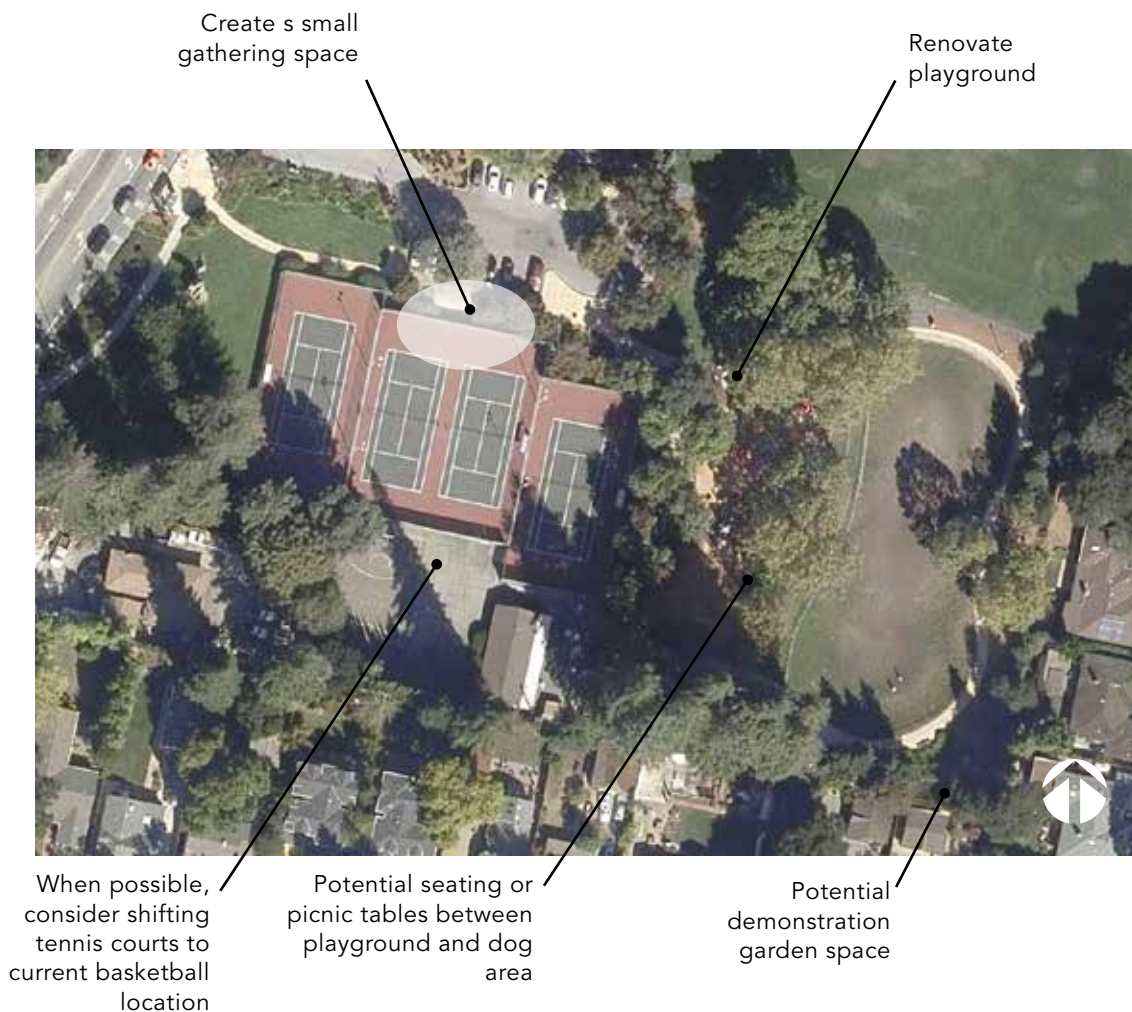 Create s small
gathering space
Renovate
playground
When possible,
consider shifting
tennis courts to
current basketball
location
Potential seating or
picnic tables between
playground and dog
area
Potential
demonstration
garden space